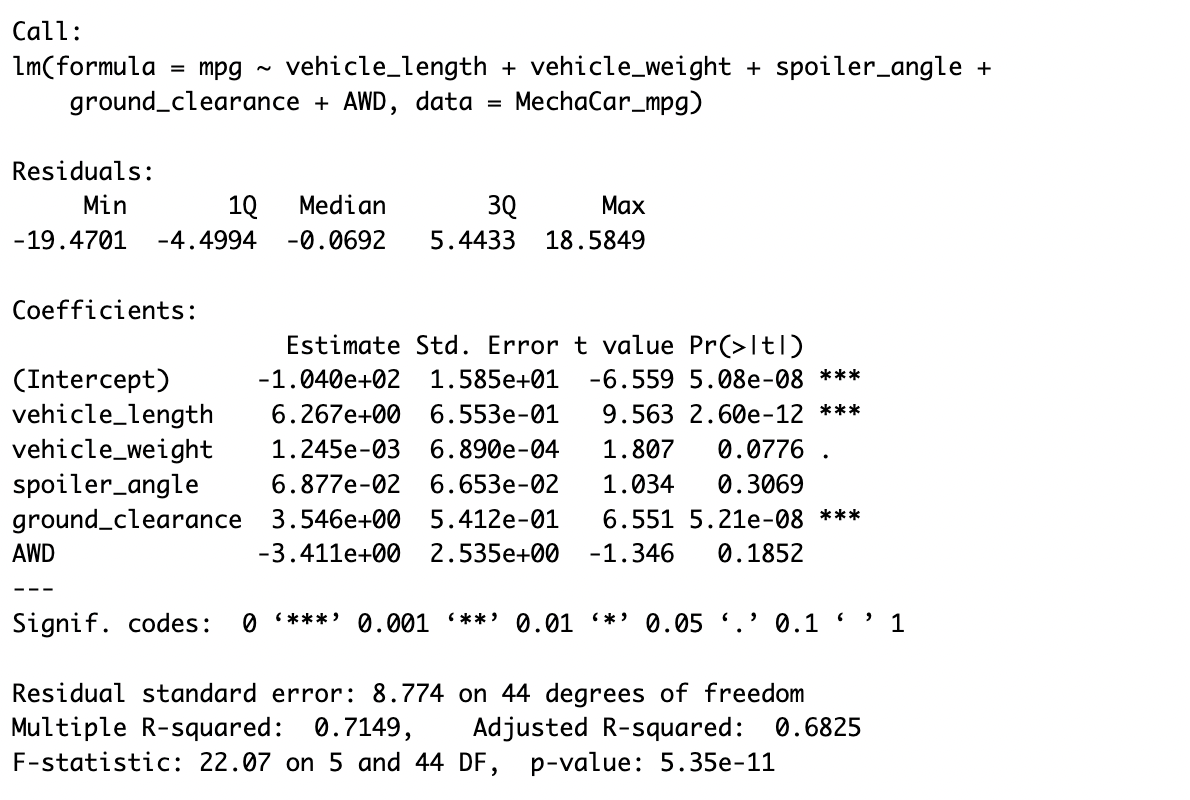 Call:
lm(formula = mpg ~ vehicle_length + vehicle_weight + spoiler_angle +
    ground_clearance + AWD, data = MechaCar_mpg)

Residuals:
     Min       1Q   Median       3Q      Max
-19.4701  -4.4994  -0.0692   5.4433  18.5849

Coefficients:
                   Estimate Std. Error t value Pr(>|t|)
(Intercept)      -1.040e+02  1.585e+01  -6.559 5.08e-08 ***
vehicle_length    6.267e+00  6.553e-01   9.563 2.60e-12 ***
vehicle_weight    1.245e-03  6.890e-04   1.807   0.0776 .
spoiler_angle     6.877e-02  6.653e-02   1.034   0.3069
ground_clearance  3.546e+00  5.412e-01   6.551 5.21e-08 ***
AWD              -3.411e+00  2.535e+00  -1.346   0.1852
---
Signif. codes:  0 ‘***’ 0.001 ‘**’ 0.01 ‘*’ 0.05 ‘.’ 0.1 ‘ ’ 1

Residual standard error: 8.774 on 44 degrees of freedom
Multiple R-squared:  0.7149,    Adjusted R-squared:  0.6825
F-statistic: 22.07 on 5 and 44 DF,  p-value: 5.35e-11